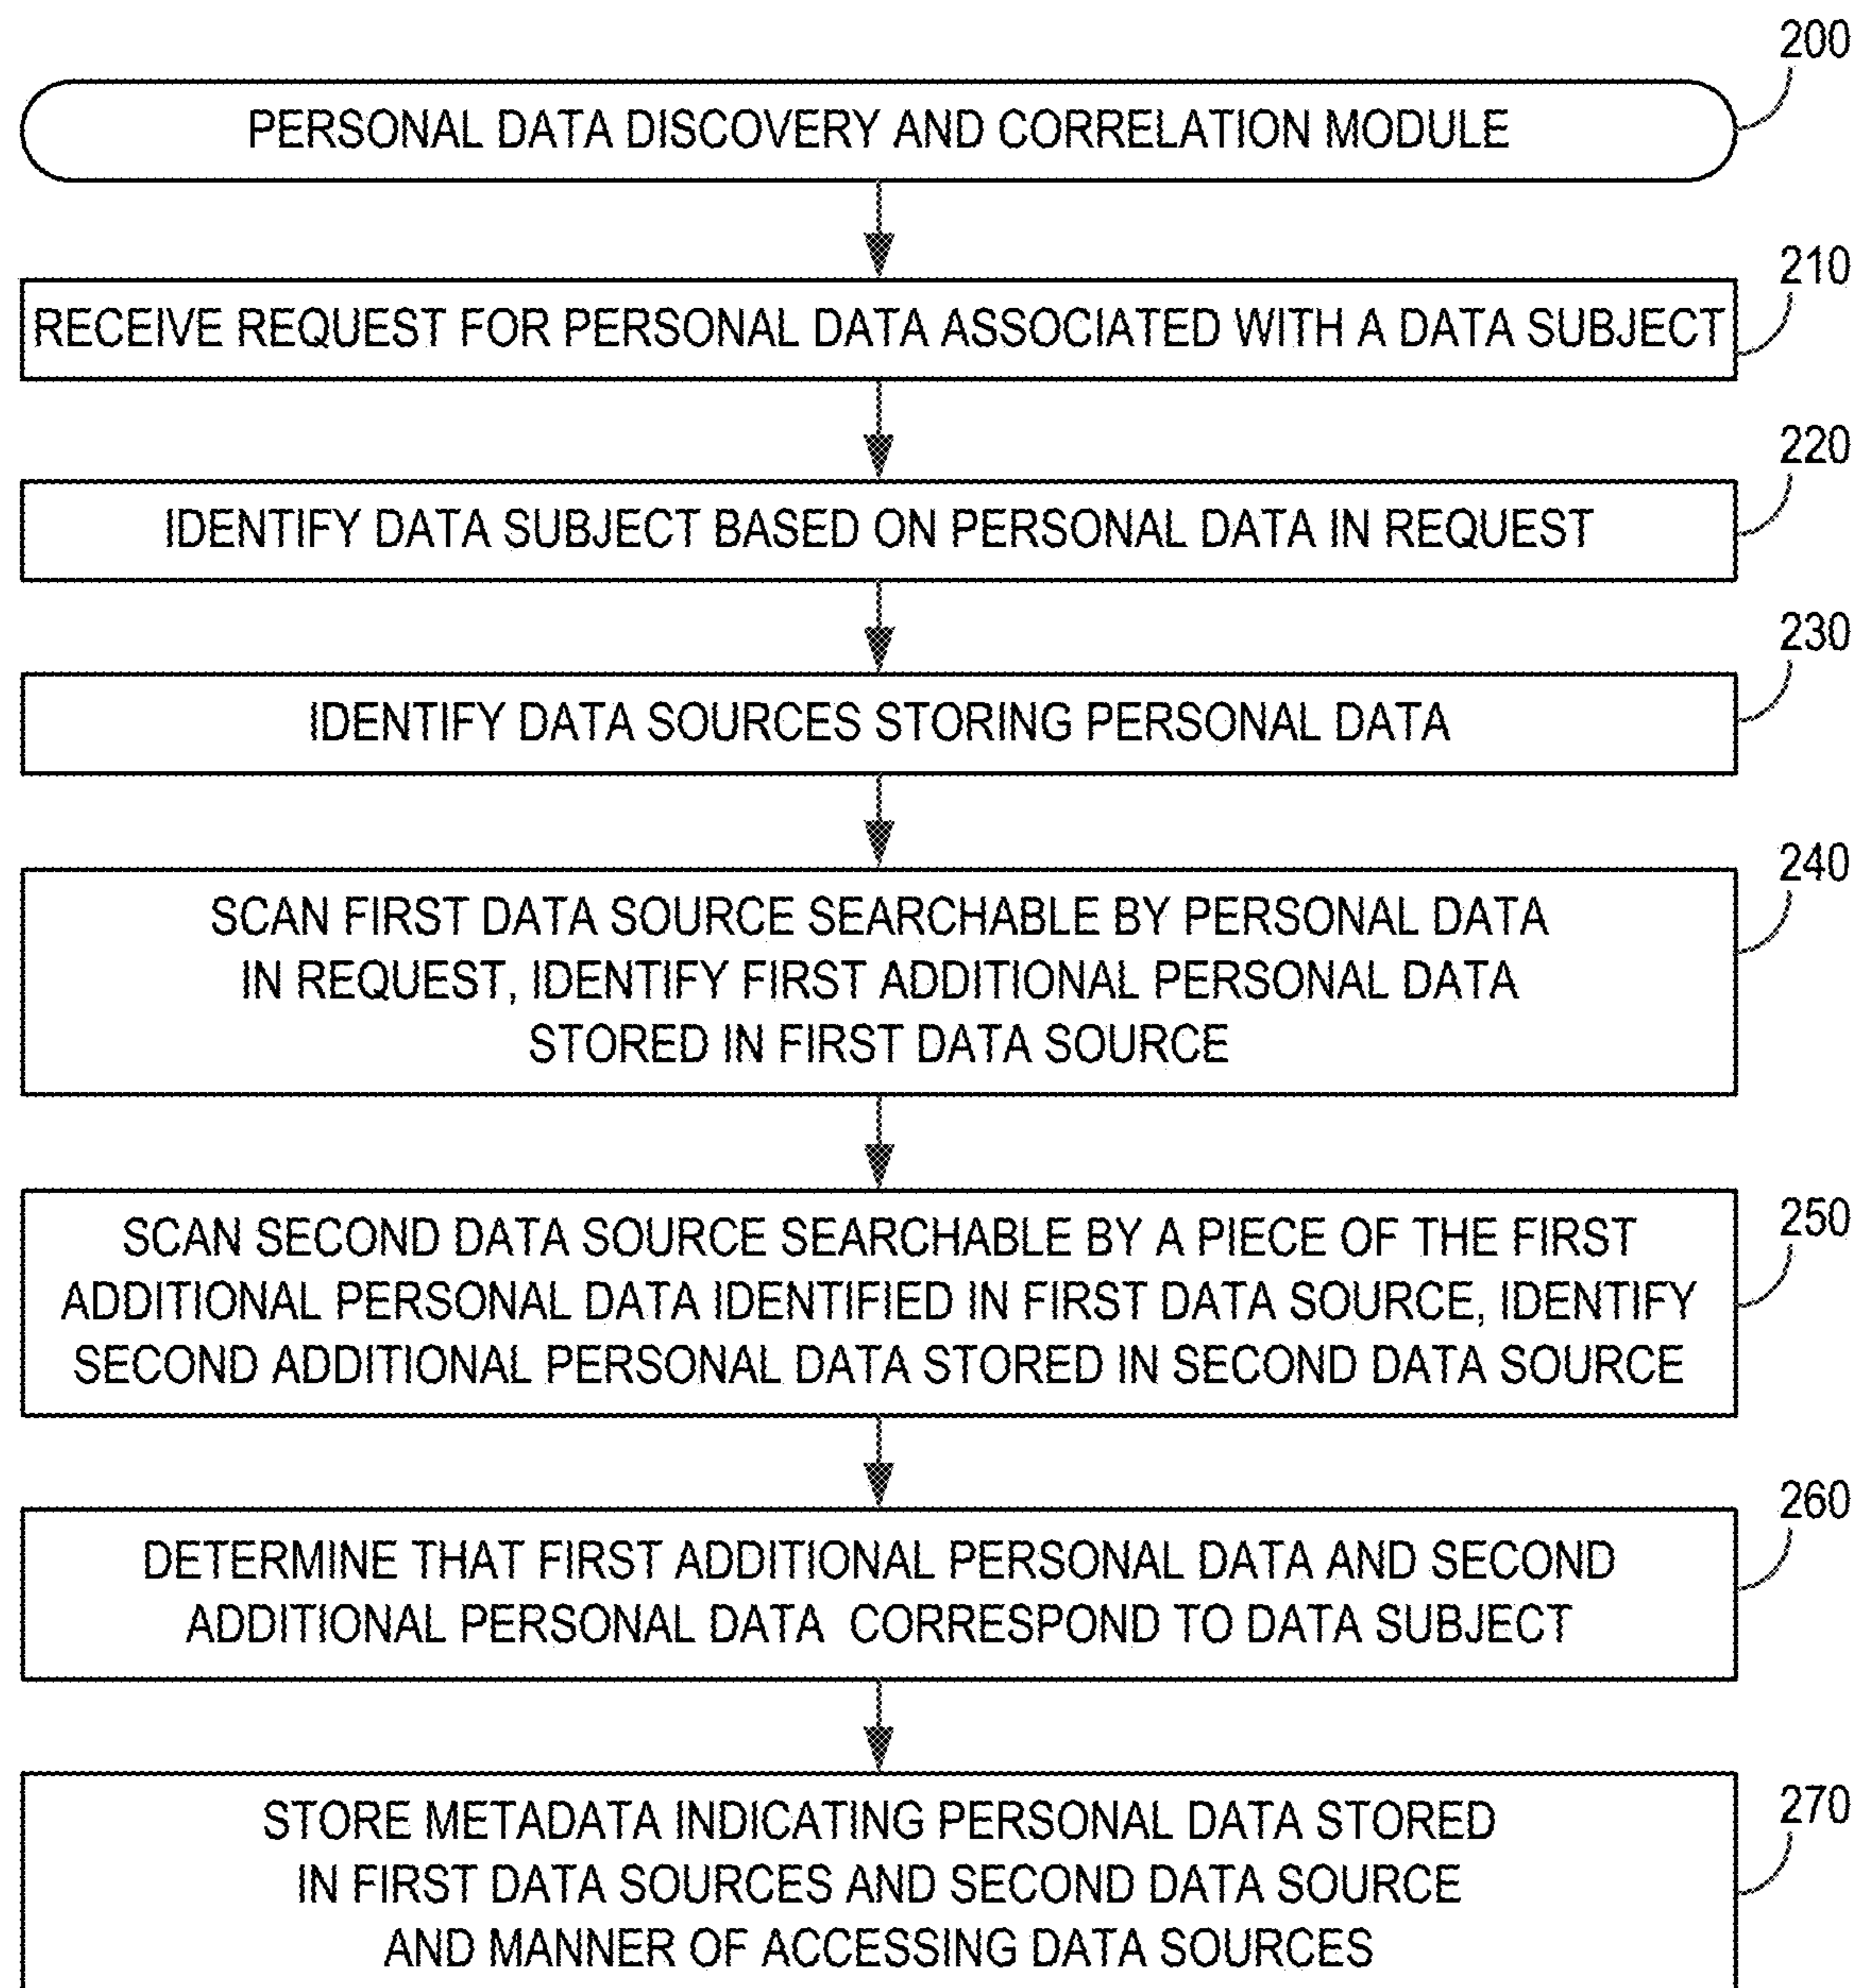 200
PERSONAL DATA DISCOVERY AND CORRELATION MODULE
210
RECEIVE REQUEST FOR PERSONAL DATA ASSOCIATED WITH A DATA SUBJECT
220
IDENTIFY DATA SUBJECT BASED ON PERSONAL DATA IN REQUEST
230
IDENTIFY DATA SOURCES STORING PERSONAL DATA
240
SCAN FIRST DATA SOURCE SEARCHABLE BY PERSONAL DATA
IN REQUEST, IDENTIFY FIRST ADDITIONAL PERSONAL DATA
STORED IN FIRST DATA SOURCE
250
SCAN SECOND DATA SOURCE SEARCHABLE BY A PIECE OF THE FIRST
ADDITIONAL PERSONAL DATA IDENTIFIED IN FIRST DATA SOURCE, IDENTIFY
SECOND ADDITIONAL PERSONAL DATA STORED IN SECOND DATA SOURCE
260
DETERMINE THAT FIRST ADDITIONAL PERSONAL DATA AND SECOND
ADDITIONAL PERSONAL DATA CORRESPOND TO DATA SUBJECT
270
STORE METADATA INDICATING PERSONAL DATA STORED
IN FIRST DATA SOURCES AND SECOND DATA SOURCE
AND MANNER OF ACCESSING DATA SOURCES